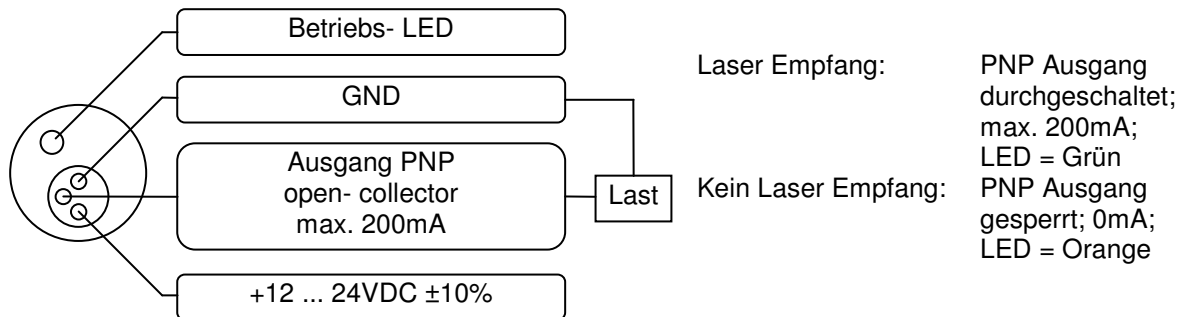 Betriebs- LED
GND
Ausgang PNP
open- collector
max. 200mA
Last
+12 ... 24VDC ±10%
Laser Empfang:
PNP Ausgang
durchgeschaltet;
max. 200mA;
LED = Grün
Kein Laser Empfang:
PNP Ausgang
gesperrt; 0mA;
LED = Orange